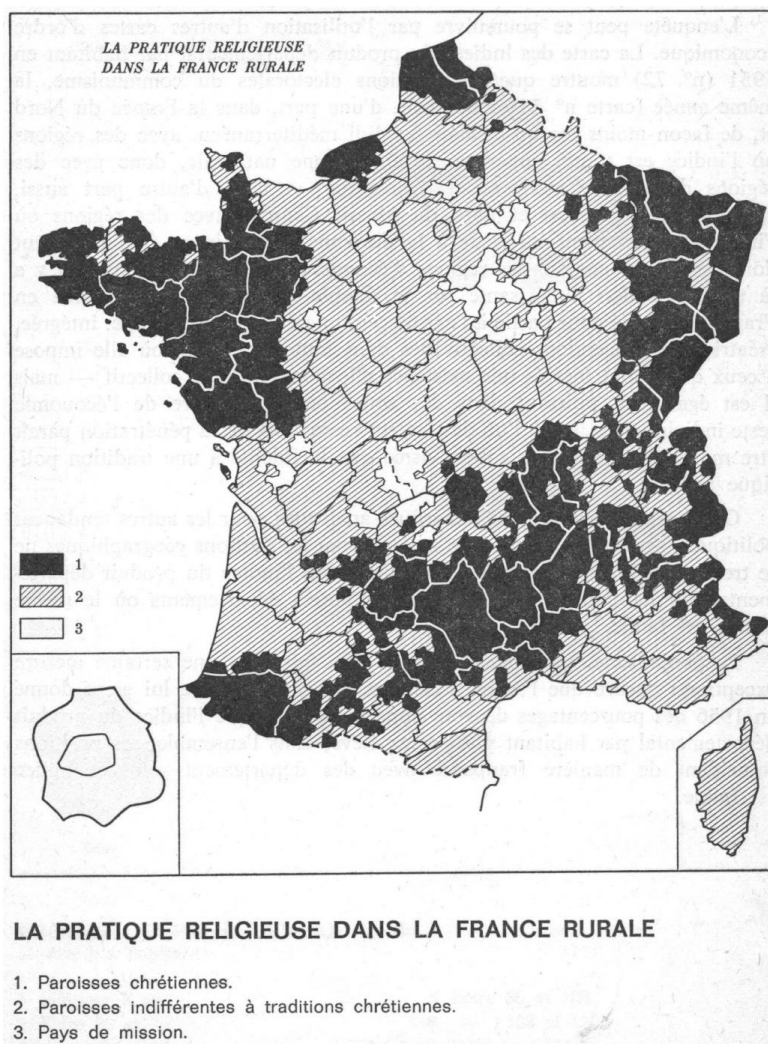 LA PRATIQUE RELIGIEUSE
DANS LA FRANCE RURALE
1
2
3
LA PRATIQUE RELIGIEUSE DANS LA FRANCE RURALE
1. Paroisses chrétiennes.
2. Paroisses indifférentes à traditions chrétiennes.
3. Pays de mission.